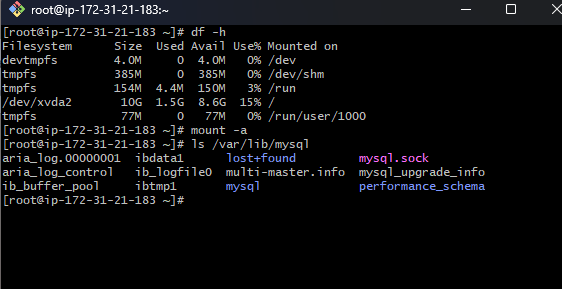 root@ip-172-31-21-183:~
[root@ip-172-31-21-183 ~]# df -h
Filesystem      Size  Used Avail Use% Mounted on
devtmpfs        4.0M     0  4.0M   0% /dev
tmpfs           385M     0  385M   0% /dev/shm
tmpfs           154M  4.4M  150M   3% /run
/dev/xvda2       10G  1.5G  8.6G  15% /
tmpfs            77M     0   77M   0% /run/user/1000
[root@ip-172-31-21-183 ~]# mount -a
[root@ip-172-31-21-183 ~]# ls /var/lib/mysql
aria_log.00000001  ibdata1      lost+found         mysql.sock
aria_log_control   ib_logfile0  multi-master.info  mysql_upgrade_info
ib_buffer_pool     ibtmp1       mysql              performance_schema
[root@ip-172-31-21-183 ~]#